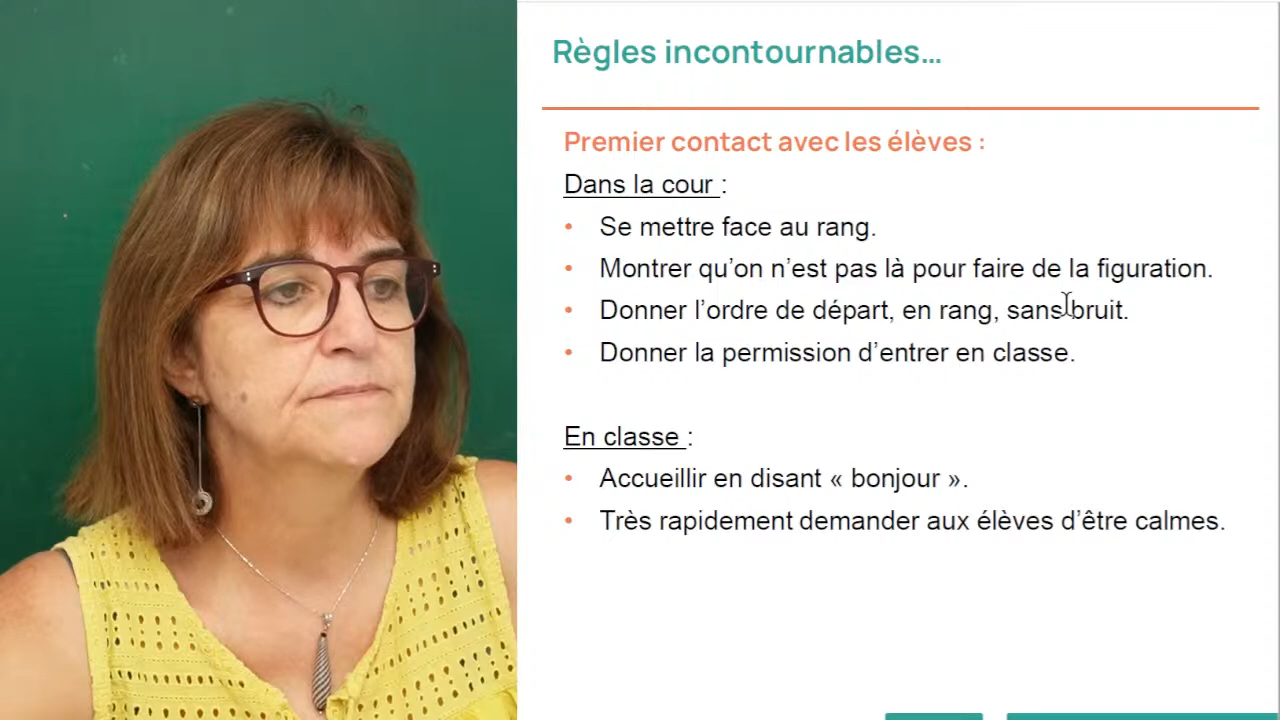 Règles incontournables…
Premier contact avec les élèves :
Dans la cour :
• Se mettre face au rang.
• Montrer qu’on n’est pas là pour faire de la figuration.
• Donner l’ordre de départ, en rang, sans bruit.
• Donner la permission d’entrer en classe.
En classe :
• Accueillir en disant « bonjour ».
• Très rapidement demander aux élèves d’être calmes.